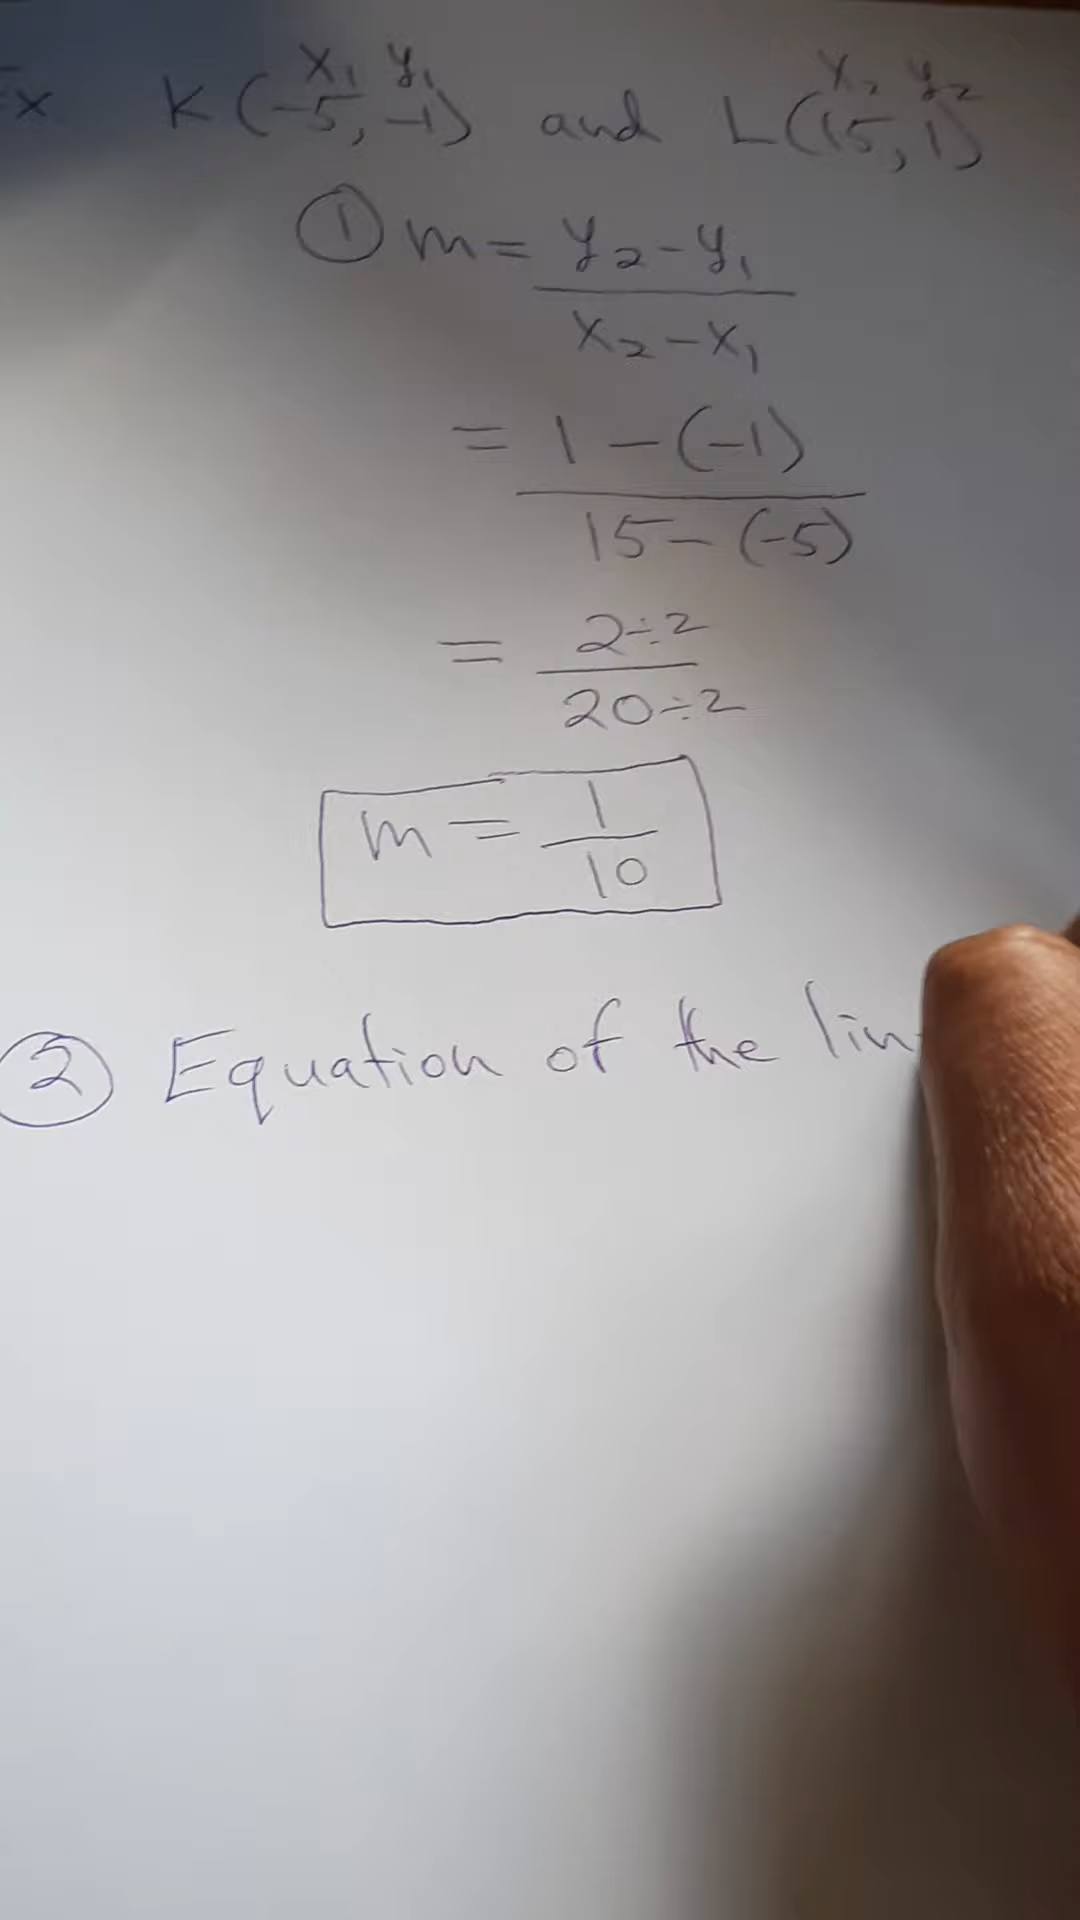 Ex K(-5, -1) and L(15, 1)
x₁ y₁ x₂ y₂
① m = y₂ - y₁
x₂ - x₁
= 1 - (-1)
15 - (-5)
= 2÷2
20÷2
m = 1
10
② Equation of the lin